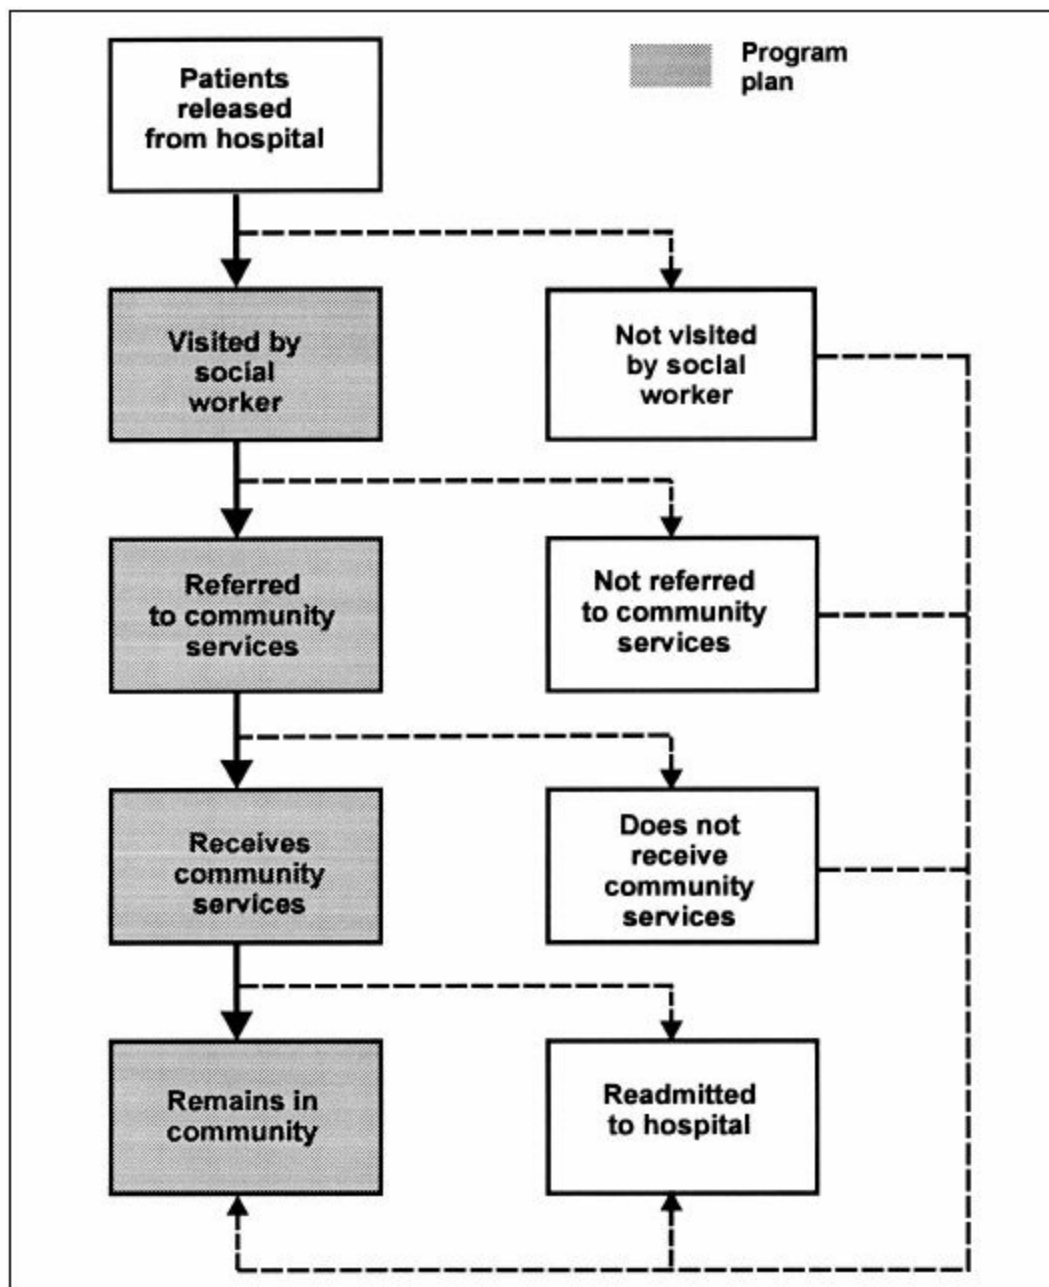 Patients
released
from hospital
Program
plan
Visited by
social
worker
Not visited
by social
worker
Referred
to community
services
Not referred
to community
services
Receives
community
services
Does not
receive
community
services
Remains in
community
Readmitted
to hospital